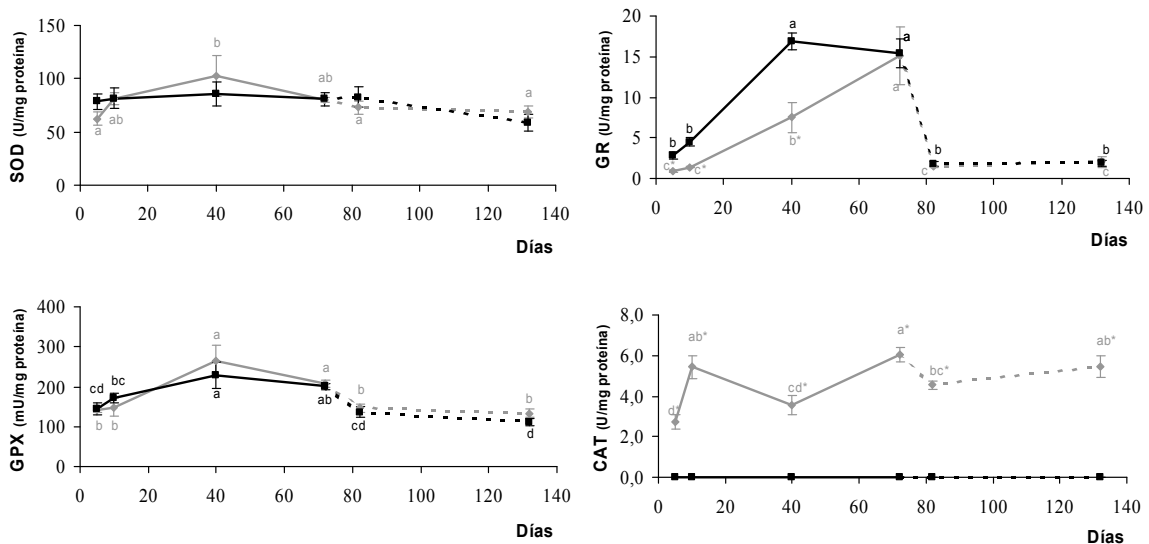 SOD (U/mg proteína)
150
100
50
0
b
ab
a
a
ab
a
0 20 40 60 80 100 120 140
Días
GR (U/mg proteína)
20
15
10
5
0
a
a
b
b
a
b*
b
b
c*
c*
c
c
0 20 40 60 80 100 120 140
Días
GPX (mU/mg proteína)
400
300
200
100
0
a
a
cd
bc
b
b
b
b
a
ab
cd
d
0 20 40 60 80 100 120 140
Días
CAT (U/mg proteína)
8,0
6,0
4,0
2,0
0,0
ab*
a*
ab*
cd*
bc*
d*
0 20 40 60 80 100 120 140
Días